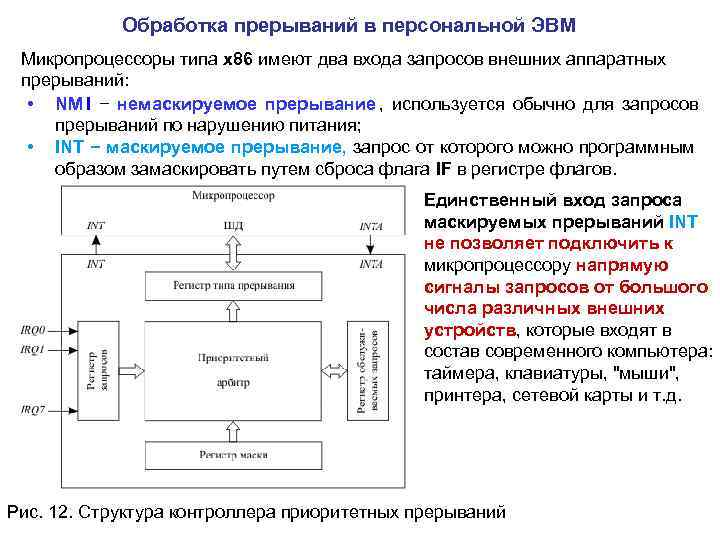 Обработка прерываний в персональной ЭВМ
Микропроцессоры типа x86 имеют два входа запросов внешних аппаратных
прерываний:
• NMI − немаскируемое прерывание, используется обычно для запросов
прерываний по нарушению питания;
• INT − маскируемое прерывание, запрос от которого можно программным
образом замаскировать путем сброса флага IF в регистре флагов.
Микропроцессор
INT
ШД
INTA
INT
INTA
Регистр типа прерывания
IRQ0
IRQ1
IRQ7
Регистр
запросов
Приоритетный
арбитр
Регистр обслужи-
ваемых запросов
Регистр маски
Единственный вход запроса
маскируемых прерываний INT
не позволяет подключить к
микропроцессору напрямую
сигналы запросов от большого
числа различных внешних
устройств, которые входят в
состав современного компьютера:
таймера, клавиатуры, "мыши",
принтера, сетевой карты и т.д.
Рис. 12. Структура контроллера приоритетных прерываний